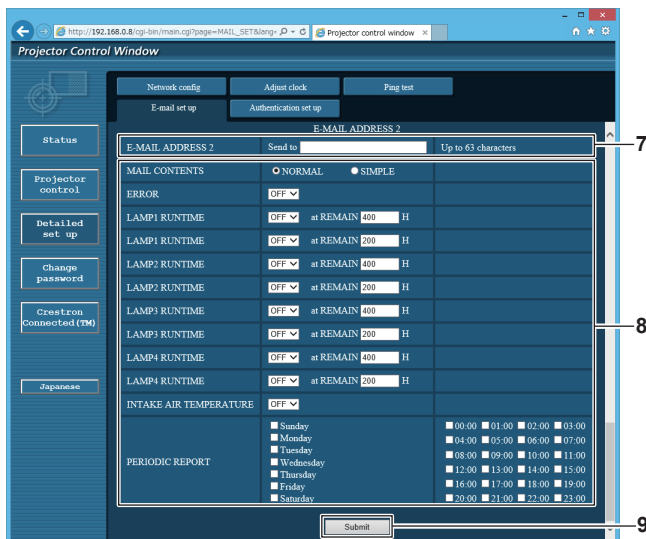 http://192.168.0.8/cgi-bin/main.cgi?page=MAIL_SET&lang-
Projector control window ×
Projector Control Window
Network config Adjust clock Ping test
E-mail set up Authentication set up
Status
Projector control
Detailed set up
Change password
Crestron Connected(TM)
Japanese
E-MAIL ADDRESS 2
E-MAIL ADDRESS 2 Send to Up to 63 characters 7
MAIL CONTENTS NORMAL SIMPLE
ERROR OFF
LAMP1 RUNTIME OFF at REMAIN 400 H
LAMP1 RUNTIME OFF at REMAIN 200 H
LAMP2 RUNTIME OFF at REMAIN 400 H
LAMP2 RUNTIME OFF at REMAIN 200 H
LAMP3 RUNTIME OFF at REMAIN 400 H
LAMP3 RUNTIME OFF at REMAIN 200 H 8
LAMP4 RUNTIME OFF at REMAIN 400 H
LAMP4 RUNTIME OFF at REMAIN 200 H
INTAKE AIR TEMPERATURE OFF
PERIODIC REPORT
Sunday
Monday
Tuesday
Wednesday
Thursday
Friday
Saturday
00:00 01:00 02:00 03:00
04:00 05:00 06:00 07:00
08:00 09:00 10:00 11:00
12:00 13:00 14:00 15:00
16:00 17:00 18:00 19:00
20:00 21:00 22:00 23:00
Submit 9